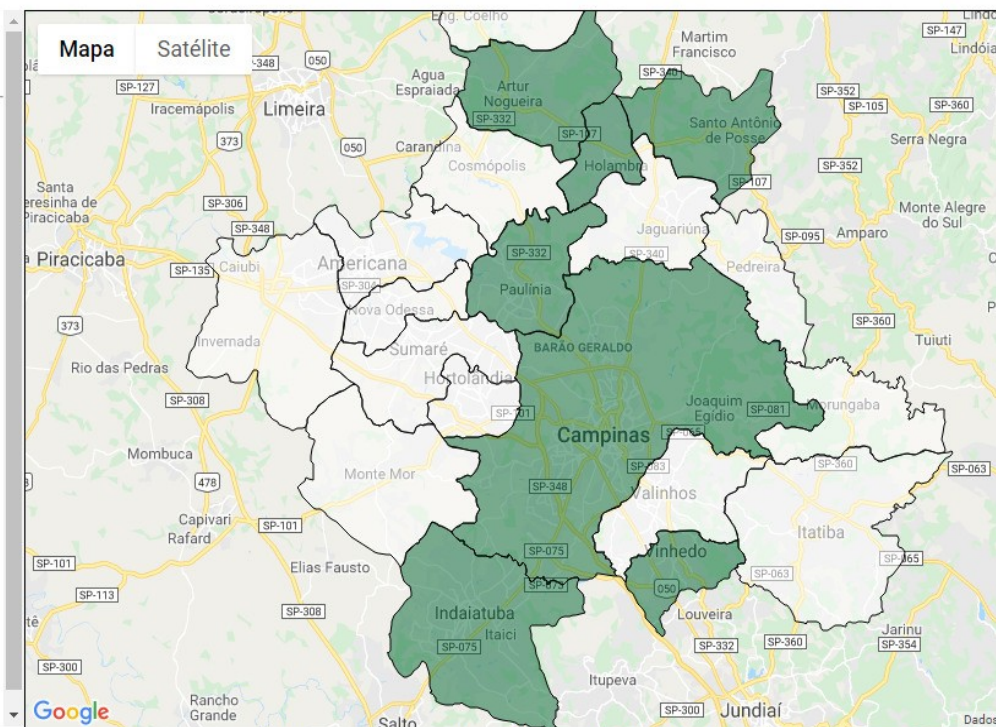 Mapa
Satélite
Eng. Coelho
Martim
Francisco
SP-147
Lindóia
SP-348
050
SP-340
SP-127
Agua
Espraiada
Artur
Nogueira
SP-352
SP-105
SP-360
Iracemápolis
Limeira
SP-332
SP-107
Santo Antônio
de Posse
Serra Negra
373
050
Carandina
Cosmópolis
Holambra
SP-352
Santa
SP-107
Piracicaba
SP-306
Monte Alegre
do Sul
SP-348
Jaguariúna
Amparo
SP-095
Piracicaba
SP-135
Caiubi
Americana
SP-332
SP-340
Pedreira
SP-304
Paulínia
Nova Odessa
373
SP-360
Invernada
Sumaré
BARÃO GERALDO
Tuiuti
Rio das Pedras
Hortolândia
SP-308
SP-101
Joaquim
Egídio
SP-081
Morungaba
Campinas
SP-065
Mombuca
SP-083
SP-360
SP-063
Monte Mor
478
SP-348
Valinhos
Capivari
Rafard
SP-101
Itatiba
SP-101
Elias Fausto
SP-075
Vinhedo
SP-065
SP-063
SP-113
SP-073
050
SP-308
Indaiatuba
Louveira
Itaici
Jarinu
SP-332
SP-360
SP-354
SP-300
SP-075
Itupeva
Rancho
Grande
Google
Salto
SP-300
Jundiaí
Dados